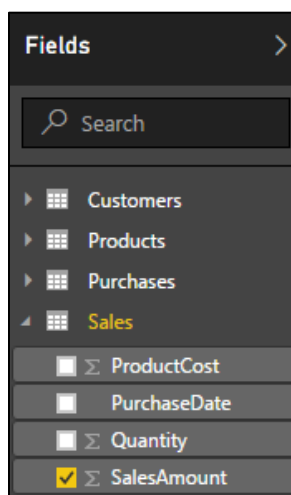 Fields
Search
Customers
Products
Purchases
Sales
ProductCost
PurchaseDate
Quantity
SalesAmount